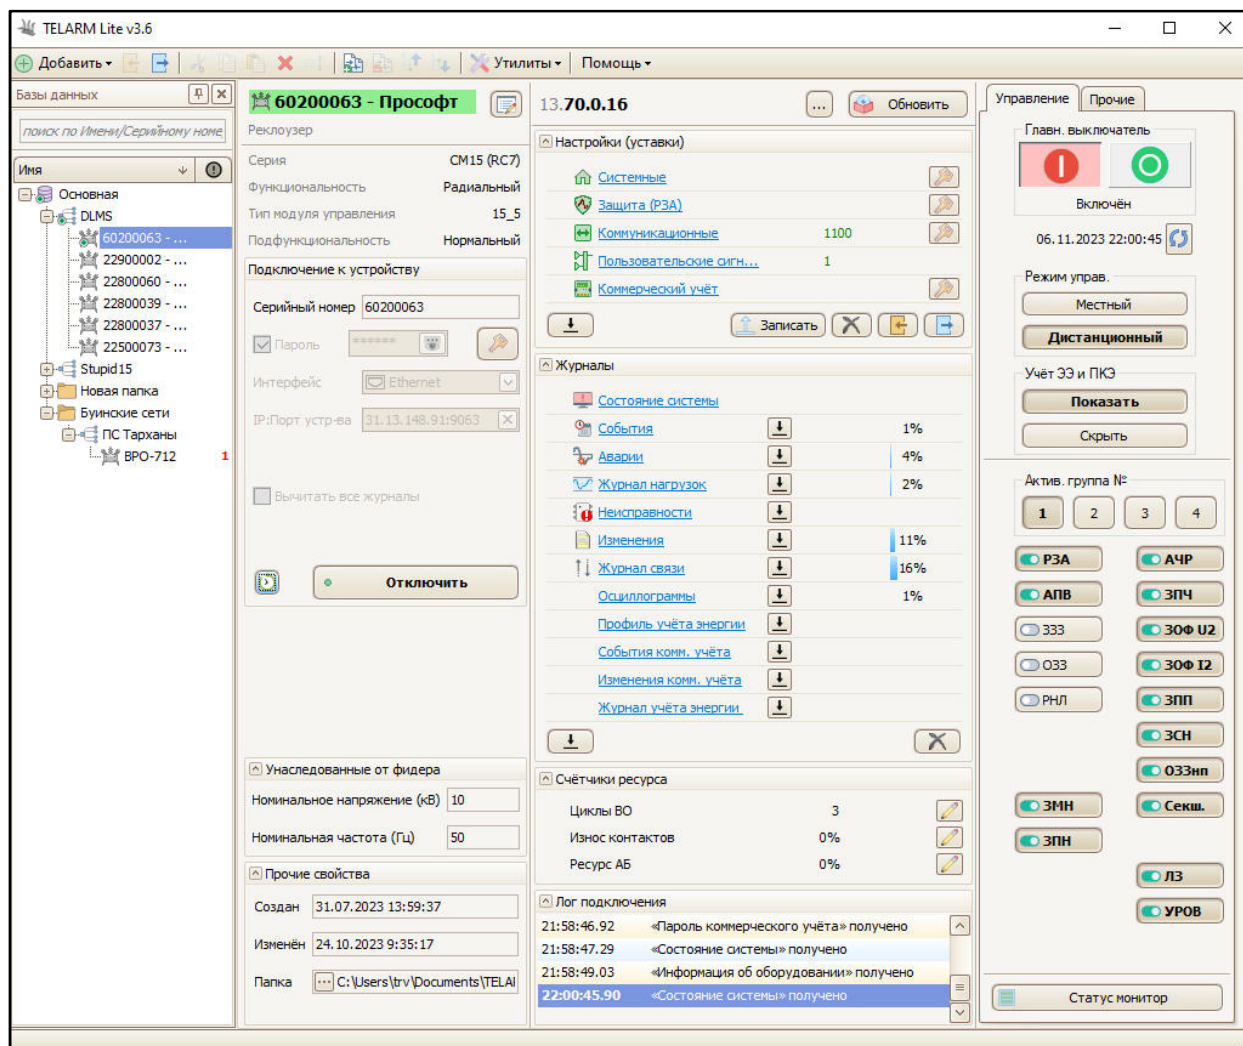 TELARM Lite v3.6
Добавить
Утилиты
Помощь
Базы данных
поиск по Имени/Серийному номе
Имя
Основная
DLMS
60200063 - ...
22900002 - ...
22800060 - ...
22800039 - ...
22800037 - ...
22500073 - ...
Stupid15
Новая папка
Буинские сети
ПС Тарханы
ВРО-712 1
60200063 - Прософт
Реклоузер
Серия СМ15 (RC7)
Функциональность Радиальный
Тип модуля управления 15_5
Подфункциональность Нормальный
Подключение к устройству
Серийный номер 60200063
Пароль ******
Интерфейс Ethernet
IP:Порт устр-ва 31.13.148.91:9063
Вычитать все журналы
Отключить
Унаследованные от фидера
Номинальное напряжение (кВ) 10
Номинальная частота (Гц) 50
Прочие свойства
Создан 31.07.2023 13:59:37
Изменён 24.10.2023 9:35:17
Папка ... C:\Users\trv\Documents\TELAI
13.70.0.16 ... Обновить
Настройки (уставки)
Системные
Защита (РЗА)
Коммуникационные 1100
Пользовательские сигн... 1
Коммерческий учёт
Записать
Журналы
Состояние системы
События 1%
Аварии 4%
Журнал нагрузок 2%
Неисправности
Изменения 11%
Журнал связи 16%
Осциллограммы 1%
Профиль учёта энергии
События комм. учёта
Изменения комм. учёта
Журнал учёта энергии
Счётчики ресурса
Циклы ВО 3
Износ контактов 0%
Ресурс АБ 0%
Лог подключения
21:58:46.92 «Пароль коммерческого учёта» получено
21:58:47.29 «Состояние системы» получено
21:58:49.03 «Информация об оборудовании» получено
22:00:45.90 «Состояние системы» получено
Управление Прочие
Главн. выключатель
Включён
06.11.2023 22:00:45
Режим управ.
Местный
Дистанционный
Учёт ЭЭ и ПКЭ
Показать
Скрыть
Актив. группа №
1 2 3 4
РЗА АЧР
АПВ ЗПЧ
ЗЗЗ ЗОФ U2
ОЗЗ ЗОФ I2
РНЛ ЗПП
ЗСН
ОЗЗнп
ЗМН Секш.
ЗПН
ЛЗ
УРОВ
Статус монитор